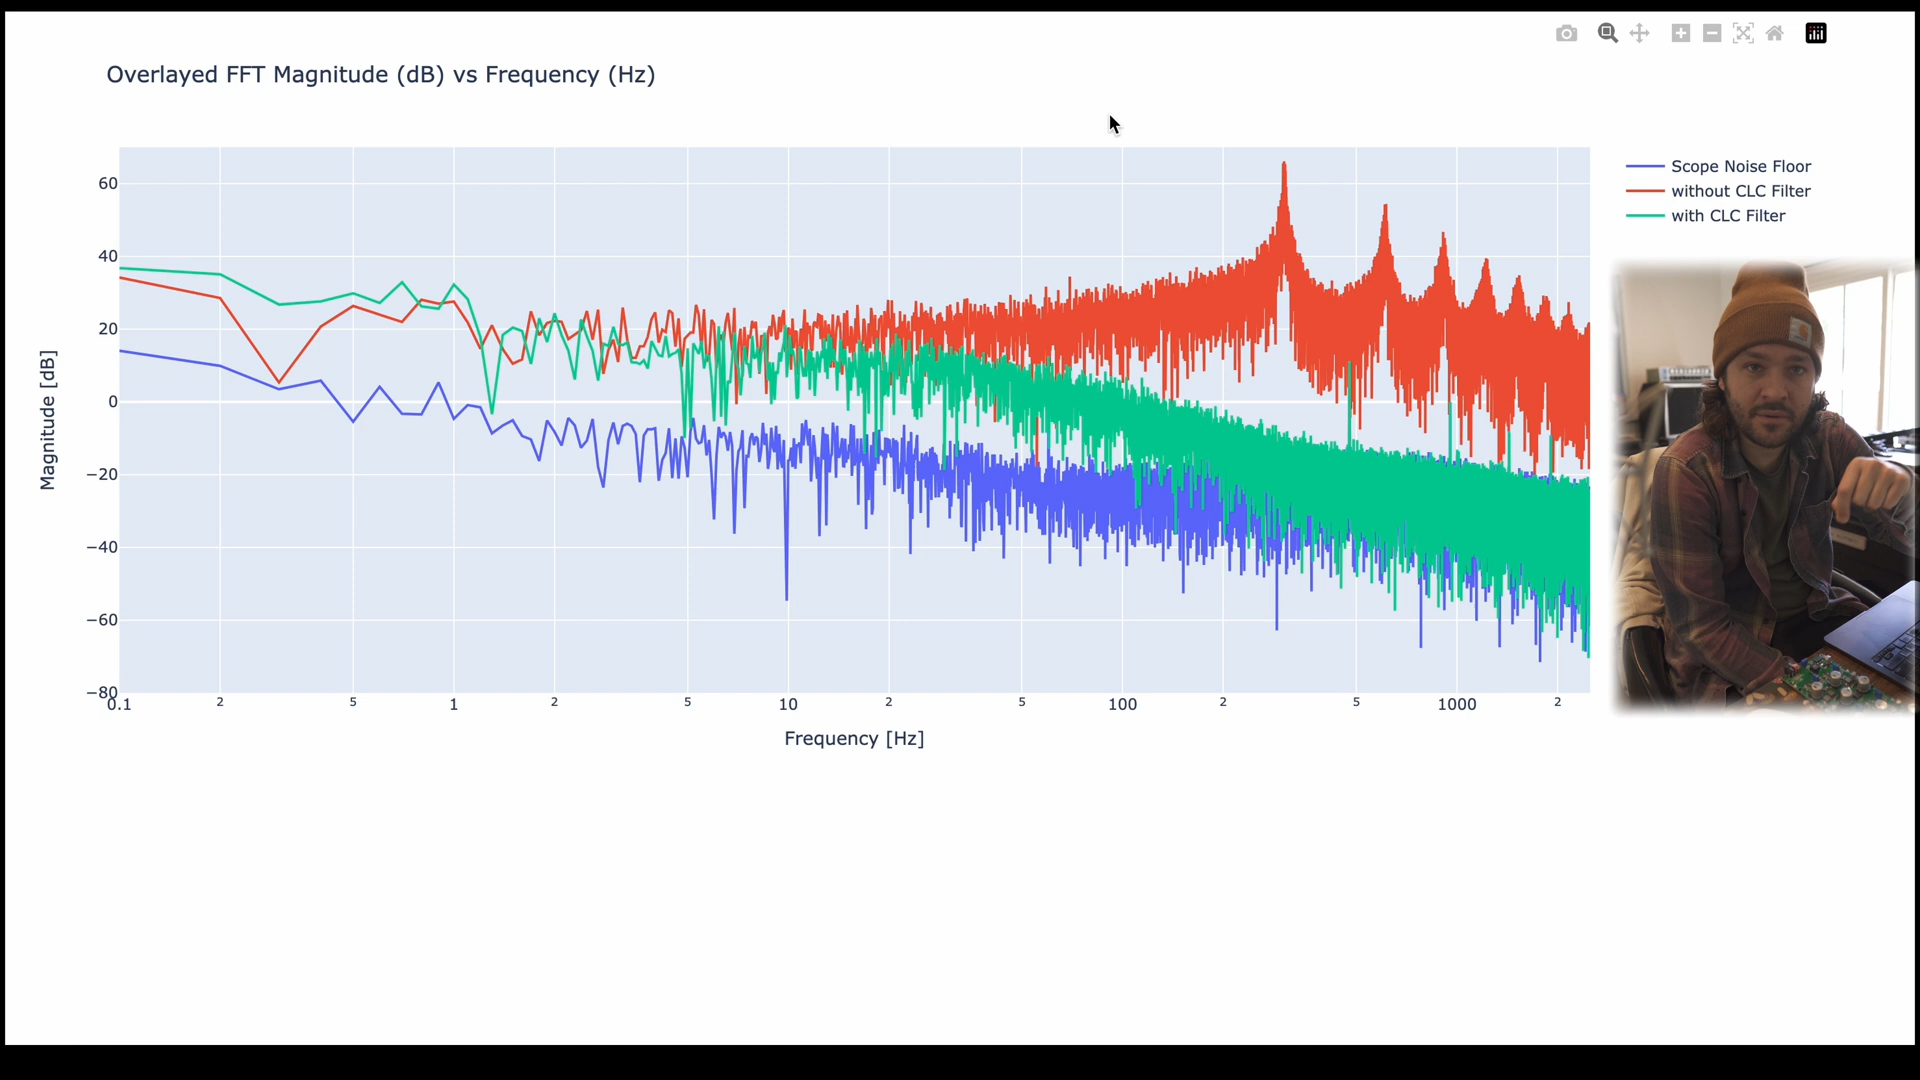 Overlayed FFT Magnitude (dB) vs Frequency (Hz)
Scope Noise Floor
without CLC Filter
with CLC Filter
60
40
20
0
−20
−40
−60
−80
Magnitude [dB]
0.1 2 5 1 2 5 10 2 5 100 2 5 1000 2
Frequency [Hz]